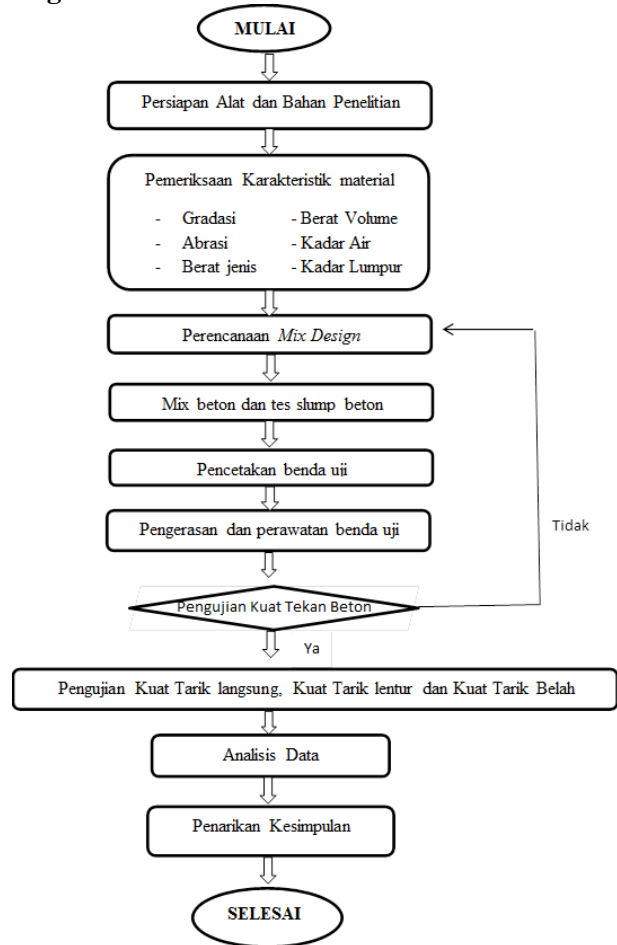 MULAI
Persiapan Alat dan Bahan Penelitian
Pemeriksaan Karakteristik material
- Gradasi - Berat Volume
- Abrasi - Kadar Air
- Berat jenis - Kadar Lumpur
Perencanaan Mix Design
Mix beton dan tes slump beton
Pencetakan benda uji
Pengerasan dan perawatan benda uji
Tidak
Pengujian Kuat Tekan Beton
Ya
Pengujian Kuat Tarik langsung, Kuat Tarik lentur dan Kuat Tarik Belah
Analisis Data
Penarikan Kesimpulan
SELESAI